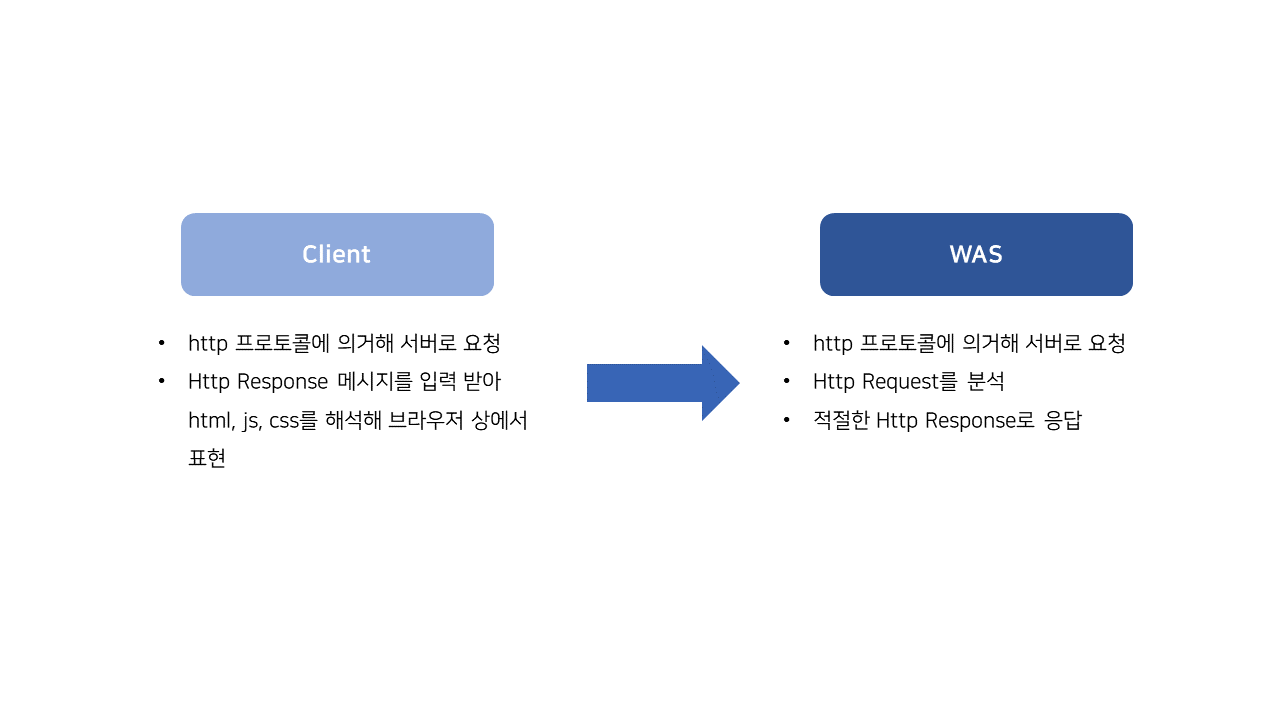 Client
• http 프로토콜에 의거해 서버로 요청
• Http Response 메시지를 입력 받아
html, js, css를 해석해 브라우저 상에서
표현
WAS
• http 프로토콜에 의거해 서버로 요청
• Http Request를 분석
• 적절한 Http Response로 응답